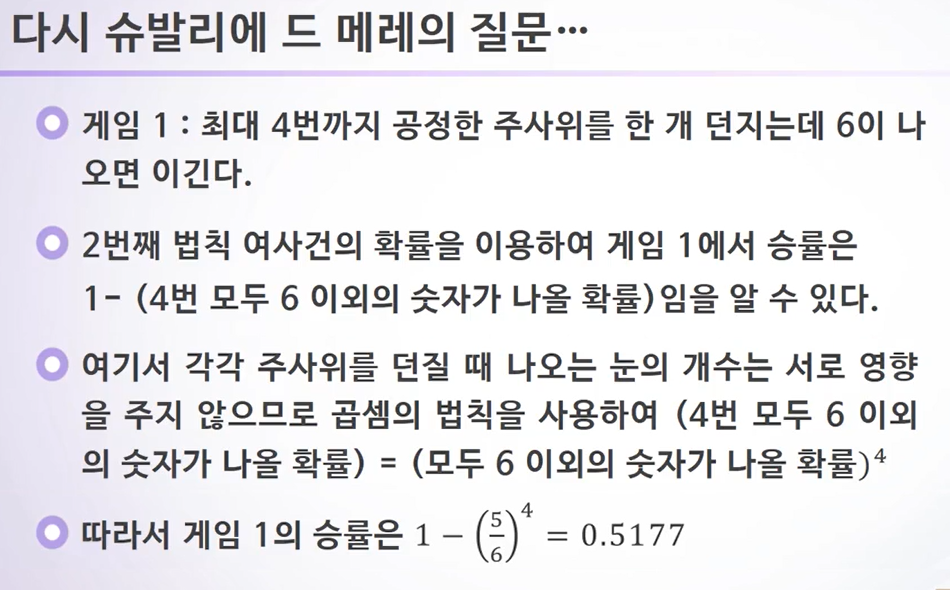 다시 슈발리에 드 메레의 질문…
게임 1 : 최대 4번까지 공정한 주사위를 한 개 던지는데 6이 나
오면 이긴다.
2번째 법칙 여사건의 확률을 이용하여 게임 1에서 승률은
1- (4번 모두 6 이외의 숫자가 나올 확률)임을 알 수 있다.
여기서 각각 주사위를 던질 때 나오는 눈의 개수는 서로 영향
을 주지 않으므로 곱셈의 법칙을 사용하여 (4번 모두 6 이외
의 숫자가 나올 확률) = (모두 6 이외의 숫자가 나올 확률)⁴
따라서 게임 1의 승률은 1 − (5/6)⁴ = 0.5177